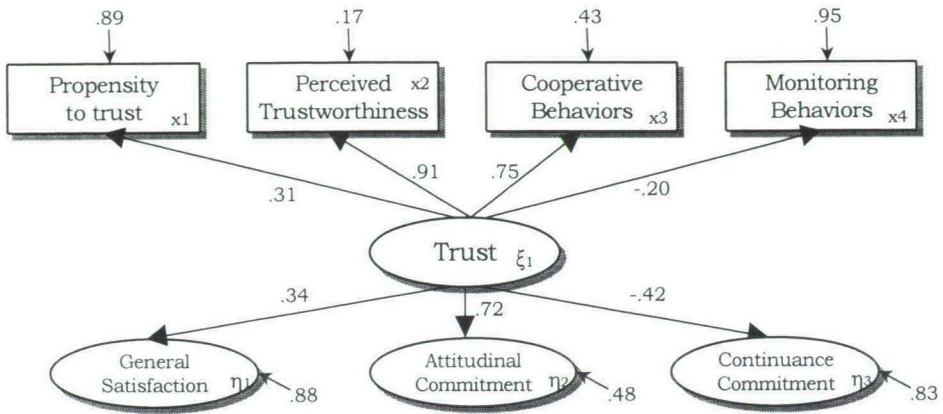 .89
.17
.43
.95
Propensity
to trust x1
Perceived x2
Trustworthiness
Cooperative
Behaviors x3
Monitoring
Behaviors x4
.31
.91
.75
-.20
Trust ξ1
.34
.72
-.42
General
Satisfaction η1
.88
Attitudinal
Commitment η2
.48
Continuance
Commitment η3
.83